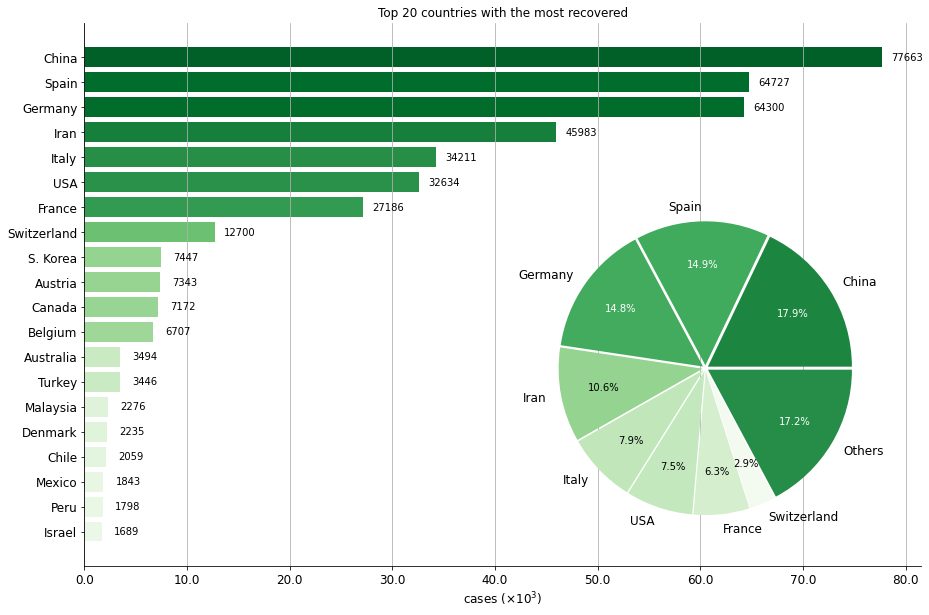 Top 20 countries with the most recovered
China 77663
Spain 64727
Germany 64300
Iran 45983
Italy 34211
USA 32634
France 27186
Switzerland 12700
S. Korea 7447
Austria 7343
Canada 7172
Belgium 6707
Australia 3494
Turkey 3446
Malaysia 2276
Denmark 2235
Chile 2059
Mexico 1843
Peru 1798
Israel 1689
0.0 10.0 20.0 30.0 40.0 50.0 60.0 70.0 80.0
cases (×10³)
Spain 14.9%
China 17.9%
Germany 14.8%
Iran 10.6%
Italy 7.9%
USA 7.5%
France 6.3%
Switzerland 2.9%
Others 17.2%